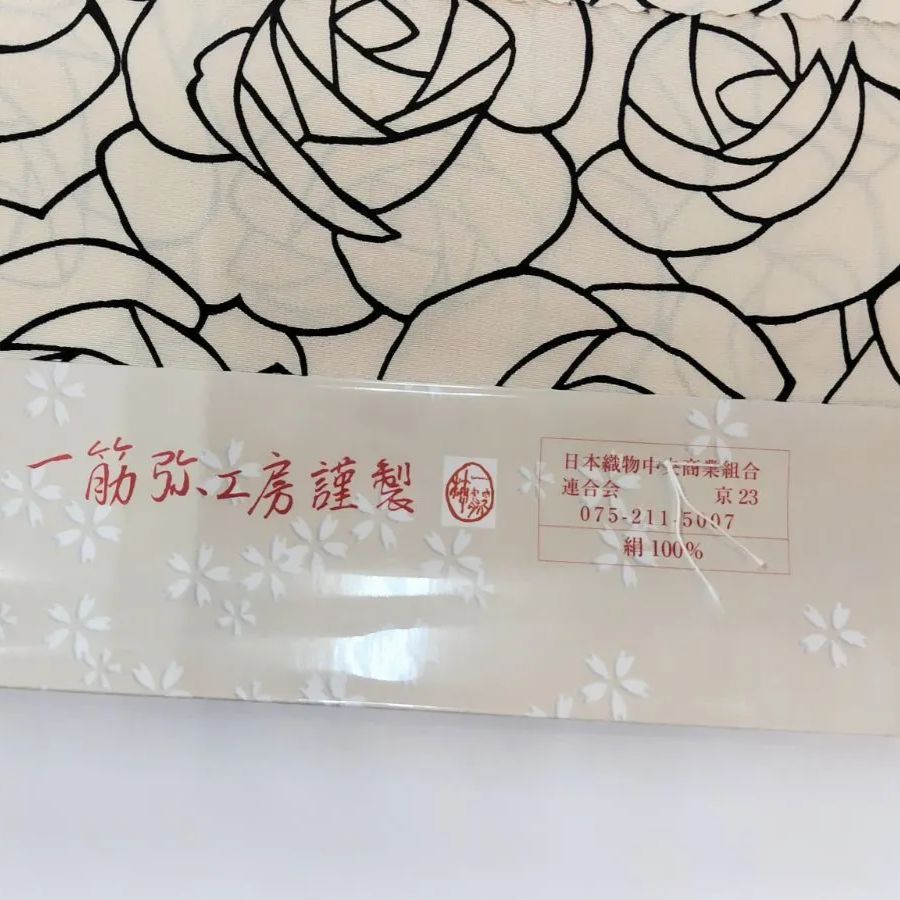 一筋弥工房謹製
日本織物中央商業組合
連合会 京23
075-211-5007
絹100%